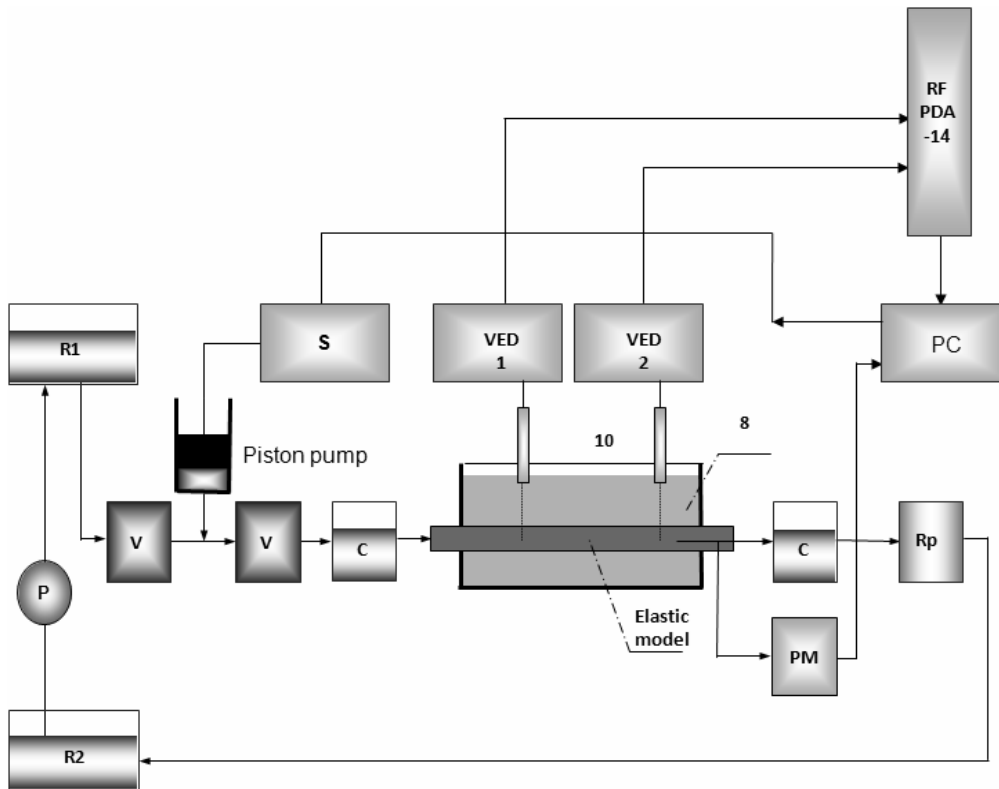 RF
PDA
-14
R1
S
VED
1
VED
2
PC
10
8
Piston pump
V
V
C
C
Rp
P
Elastic
model
PM
R2